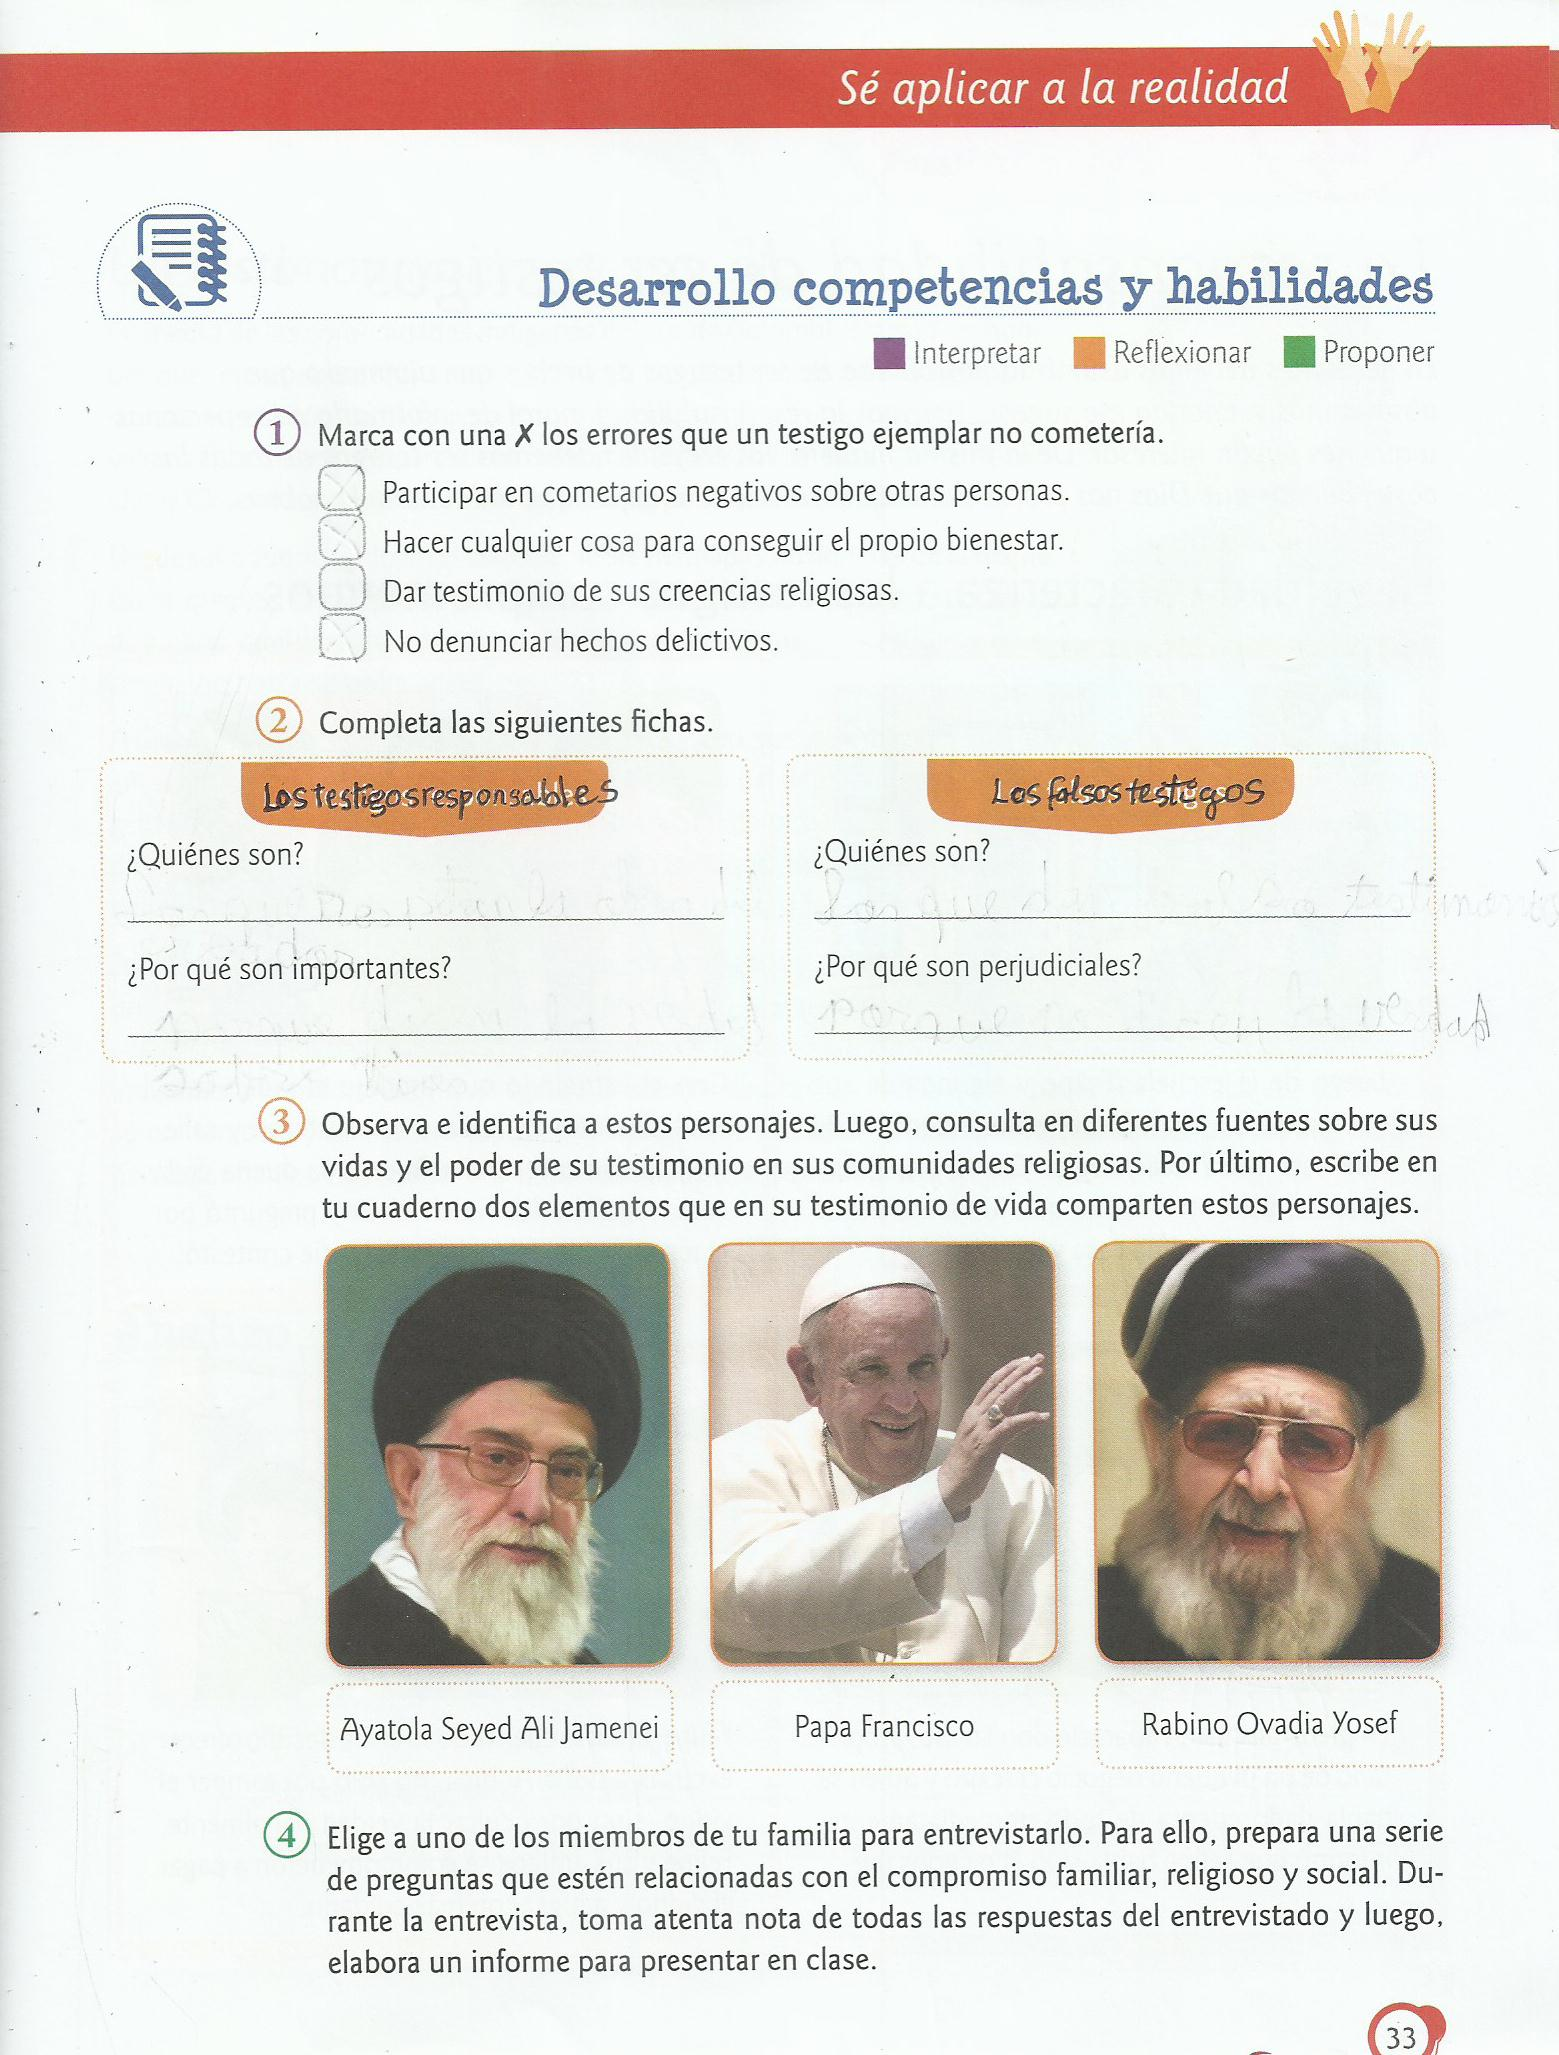 Sé aplicar a la realidad
Desarrollo competencias y habilidades
Interpretar Reflexionar Proponer
1 Marca con una ✗ los errores que un testigo ejemplar no cometería.
Participar en cometarios negativos sobre otras personas.
Hacer cualquier cosa para conseguir el propio bienestar.
Dar testimonio de sus creencias religiosas.
No denunciar hechos delictivos.
2 Completa las siguientes fichas.
Los testigos responsables
¿Quiénes son?
¿Por qué son importantes?
Los falsos testigos
¿Quiénes son?
Los que
¿Por qué son perjudiciales?
3 Observa e identifica a estos personajes. Luego, consulta en diferentes fuentes sobre sus
vidas y el poder de su testimonio en sus comunidades religiosas. Por último, escribe en
tu cuaderno dos elementos que en su testimonio de vida comparten estos personajes.
Ayatola Seyed Ali Jamenei
Papa Francisco
Rabino Ovadia Yosef
4 Elige a uno de los miembros de tu familia para entrevistarlo. Para ello, prepara una serie
de preguntas que estén relacionadas con el compromiso familiar, religioso y social. Du-
rante la entrevista, toma atenta nota de todas las respuestas del entrevistado y luego,
elabora un informe para presentar en clase.
33